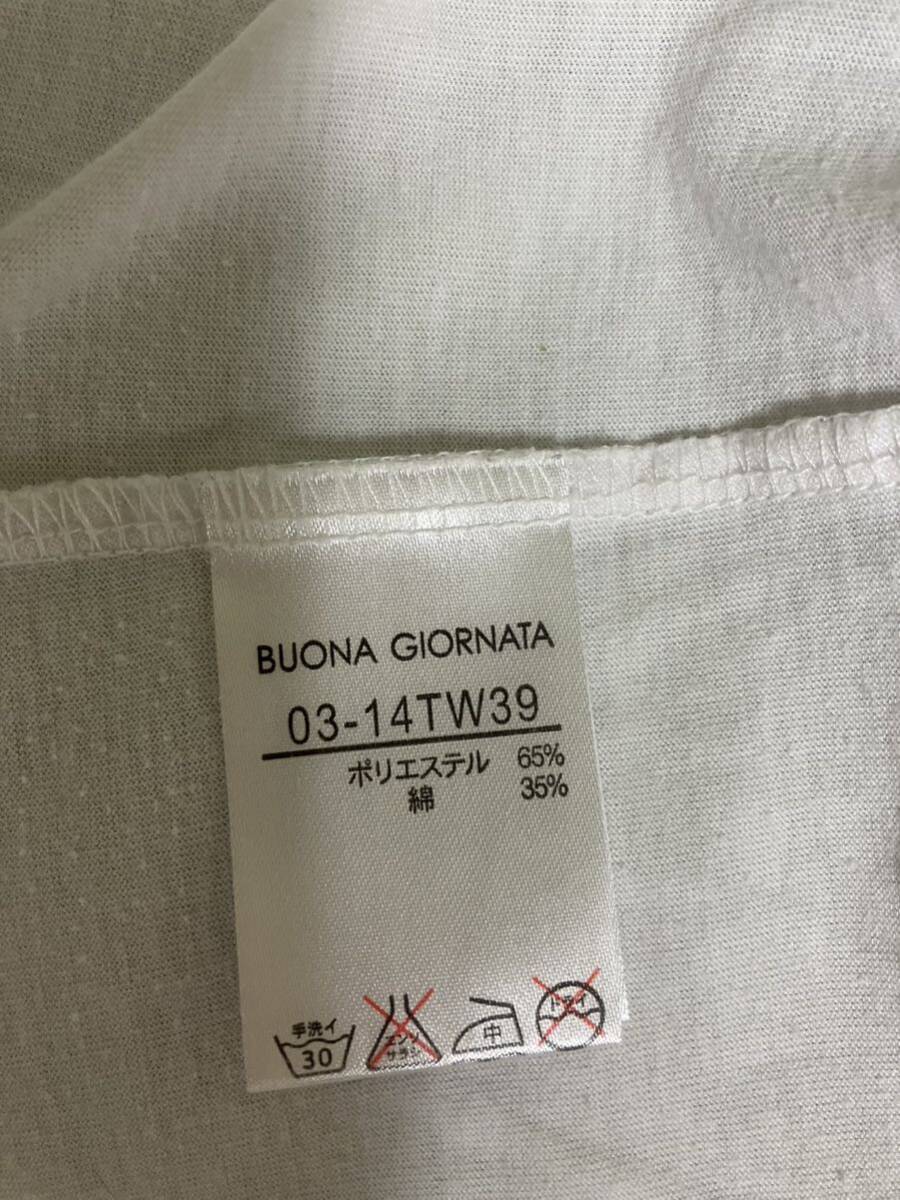 BUONA GIORNATA
03-14TW39
ポリエステル 65%
綿 35%
手洗イ
30
エンソ
サラシ
中
ドライ